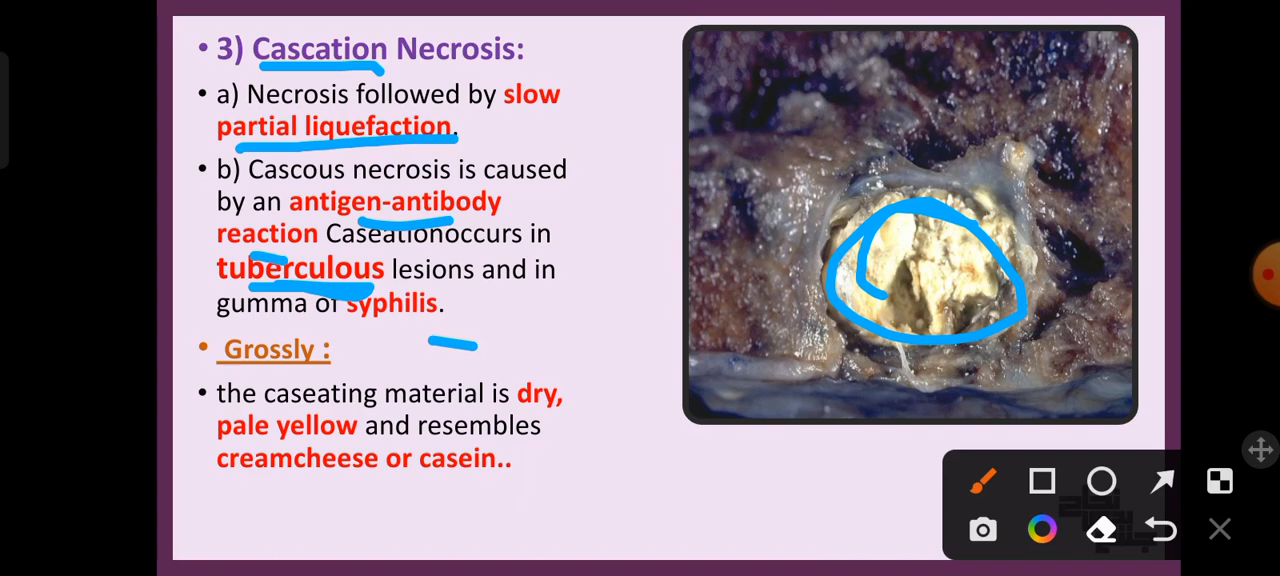 • 3) Cascation Necrosis:
• a) Necrosis followed by slow
partial liquefaction.
• b) Cascous necrosis is caused
by an antigen-antibody
reaction Caseationoccurs in
tuberculous lesions and in
gumma of syphilis.
• Grossly :
• the caseating material is dry,
pale yellow and resembles
creamcheese or casein..